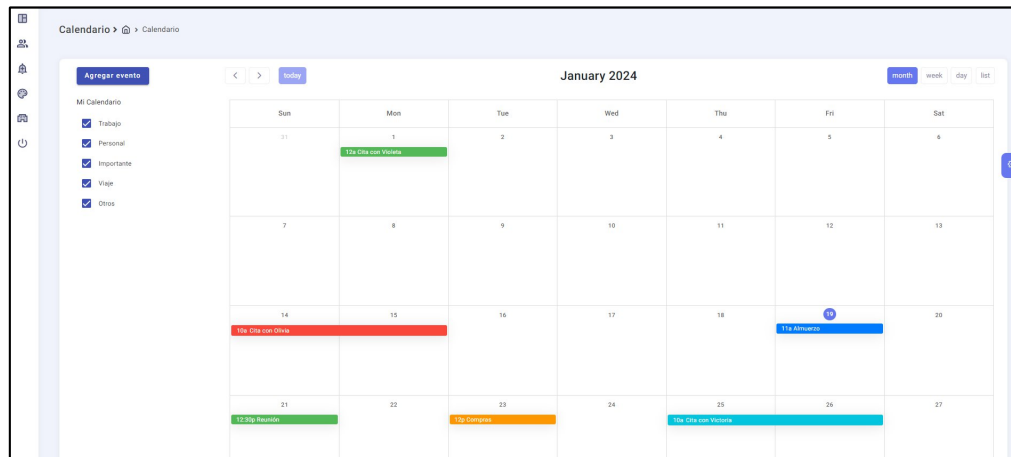 Calendario > > Calendario
Agregar evento
< > today
January 2024
month week day list
Mi Calendario
Trabajo
Personal
Importante
Viaje
Otros
Sun Mon Tue Wed Thu Fri Sat
31 1 2 3 4 5 6
12a Cita con Violeta
7 8 9 10 11 12 13
14 15 16 17 18 19 20
10a Cita con Olivia
11a Almuerzo
21 22 23 24 25 26 27
12:30p Reunión
12p Compras
10a Cita con Victoria